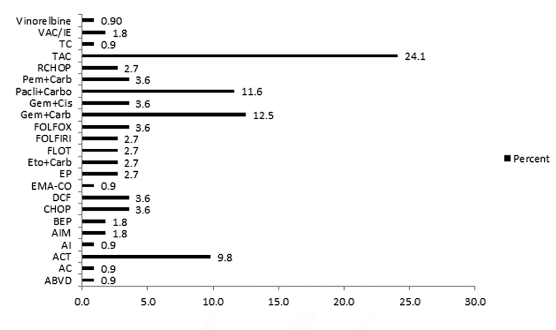 Vinorelbine 0.90
VAC/IE 1.8
TC 0.9
TAC 24.1
RCHOP 2.7
Pem+Carb 3.6
Pacli+Carbo 11.6
Gem+Cis 3.6
Gem+Carb 12.5
FOLFOX 3.6
FOLFIRI 2.7
FLOT 2.7
Eto+Carb 2.7
EP 2.7
EMA-CO 0.9
DCF 3.6
CHOP 3.6
BEP 1.8
AIM 1.8
AI 0.9
ACT 9.8
AC 0.9
ABVD 0.9
0.0 5.0 10.0 15.0 20.0 25.0 30.0
Percent